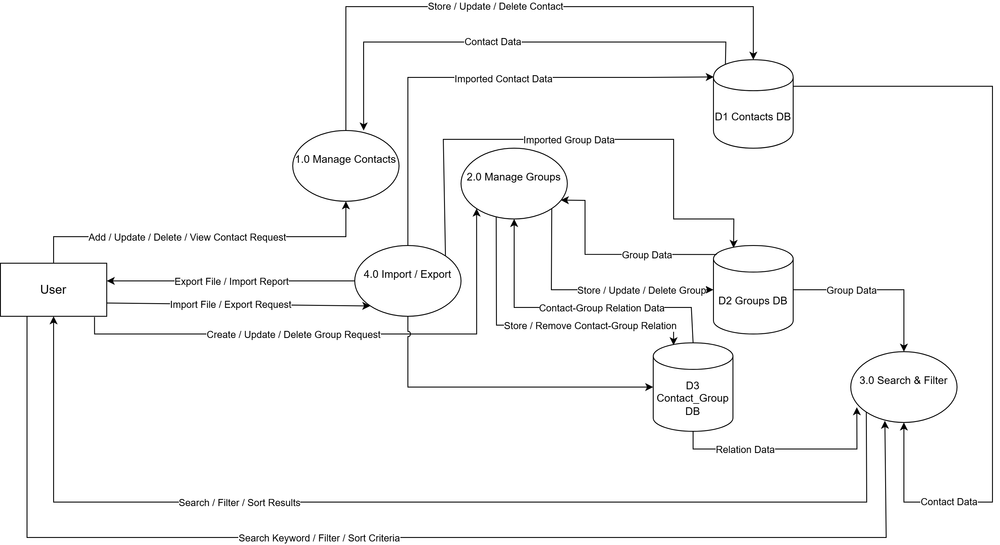 Store / Update / Delete Contact
Contact Data
Imported Contact Data
D1 Contacts DB
Imported Group Data
1.0 Manage Contacts
2.0 Manage Groups
Add / Update / Delete / View Contact Request
Group Data
4.0 Import / Export
Export File / Import Report
User
Store / Update / Delete Group
Group Data
D2 Groups DB
Import File / Export Request
Contact-Group Relation Data
Store / Remove Contact-Group Relation
Create / Update / Delete Group Request
3.0 Search & Filter
D3
Contact_Group
DB
Relation Data
Search / Filter / Sort Results
Contact Data
Search Keyword / Filter / Sort Criteria